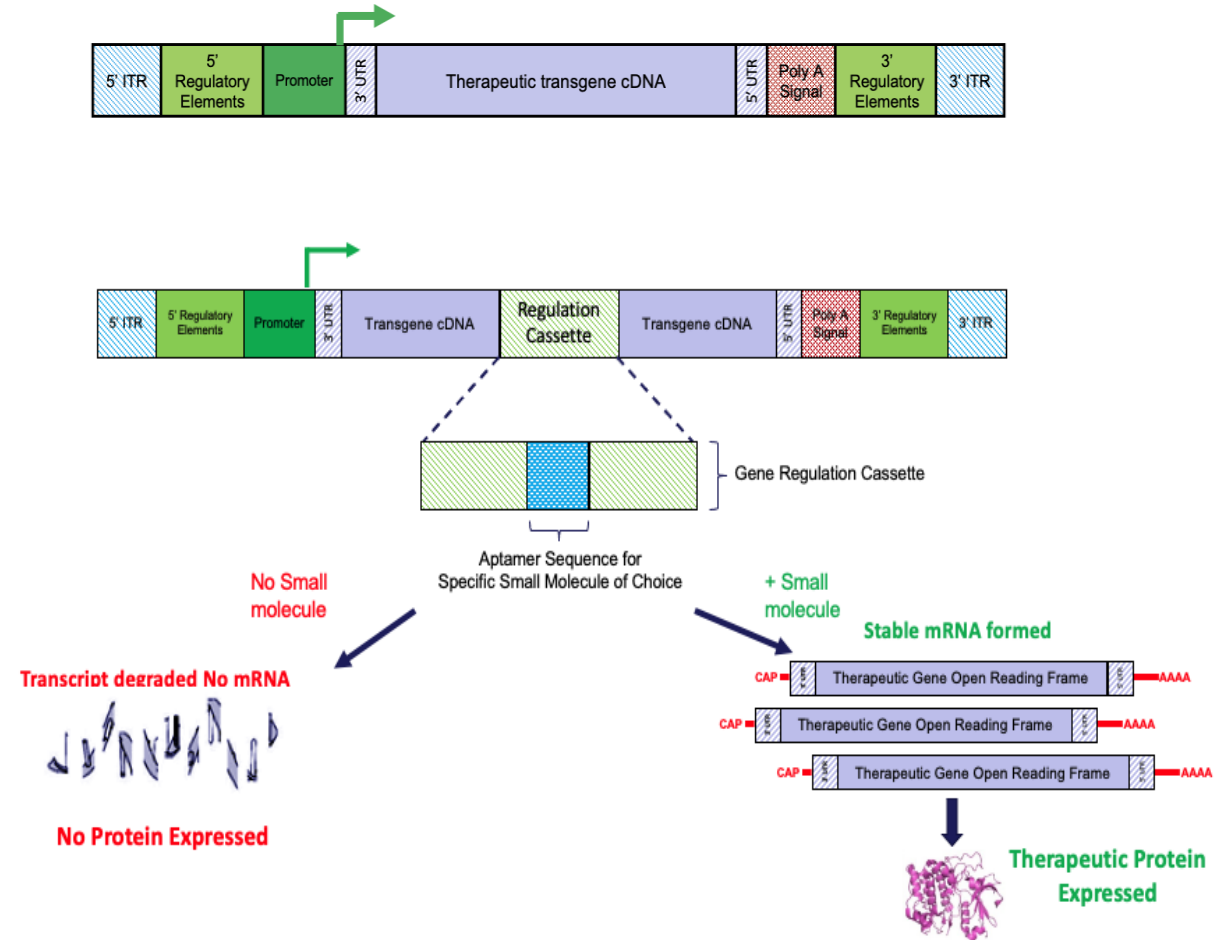 5' ITR
5'
Regulatory
Elements
Promoter
3' UTR
Therapeutic transgene cDNA
5' UTR
Poly A
Signal
3'
Regulatory
Elements
3' ITR
5' ITR
5' Regulatory
Elements
Promoter
3' UTR
Transgene cDNA
Regulation
Cassette
Transgene cDNA
5' UTR
Poly A
Signal
3' Regulatory
Elements
3' ITR
Gene Regulation Cassette
Aptamer Sequence for
Specific Small Molecule of Choice
No Small
molecule
+ Small
molecule
Transcript degraded No mRNA
No Protein Expressed
Stable mRNA formed
CAP
Therapeutic Gene Open Reading Frame
AAAA
CAP
Therapeutic Gene Open Reading Frame
AAAA
CAP
Therapeutic Gene Open Reading Frame
AAAA
Therapeutic Protein
Expressed